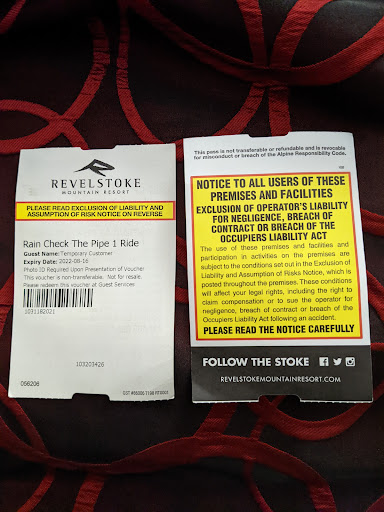 REVELSTOKE
MOUNTAIN RESORT
PLEASE READ EXCLUSION OF LIABILITY AND
ASSUMPTION OF RISK NOTICE ON REVERSE
Rain Check The Pipe 1 Ride
Guest Name:Temporary Customer
Expiry Date: 2022-08-16
Photo ID Required Upon Presentation of Voucher
This voucher is non-transferable. Not for resale.
Please redeem this voucher at Guest Services
1031182021
103203426
056206
This pass is not transferable or refundable and is revocable
for misconduct or breach of the Alpine Responsibility Code.
NOTICE TO ALL USERS OF THESE
PREMISES AND FACILITIES
EXCLUSION OF OPERATOR'S LIABILITY
FOR NEGLIGENCE, BREACH OF
CONTRACT OR BREACH OF THE
OCCUPIERS LIABILITY ACT
The use of these premises and facilities and
participation in activities on the premises are
subject to the conditions set out in the Exclusion of
Liability and Assumption of Risks Notice, which is
posted throughout the premises. These conditions
will affect your legal rights, including the right to
claim compensation or to sue the operator for
negligence, breach of contract or breach of the
Occupiers Liability Act following an accident.
PLEASE READ THE NOTICE CAREFULLY
FOLLOW THE STOKE
REVELSTOKEMOUNTAINRESORT.COM